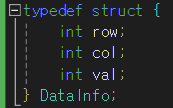 typedef struct {
    int row;
    int col;
    int val;
} DataInfo;